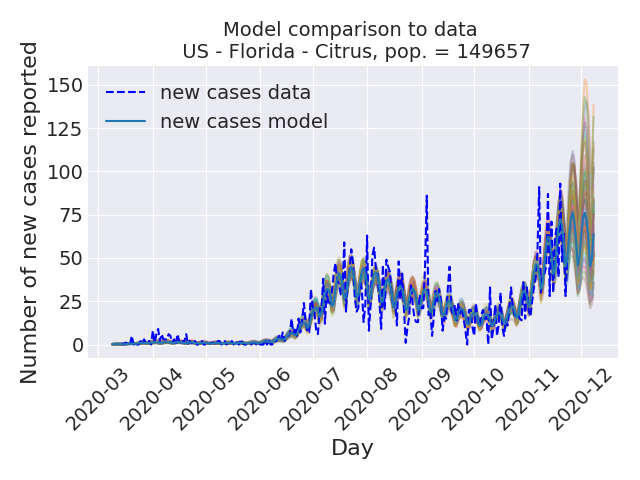 Model comparison to data
US - Florida - Citrus, pop. = 149657
Number of new cases reported
150
125
100
75
50
25
0
new cases data
new cases model
2020-03
2020-04
2020-05
2020-06
2020-07
2020-08
2020-09
2020-10
2020-11
2020-12
Day